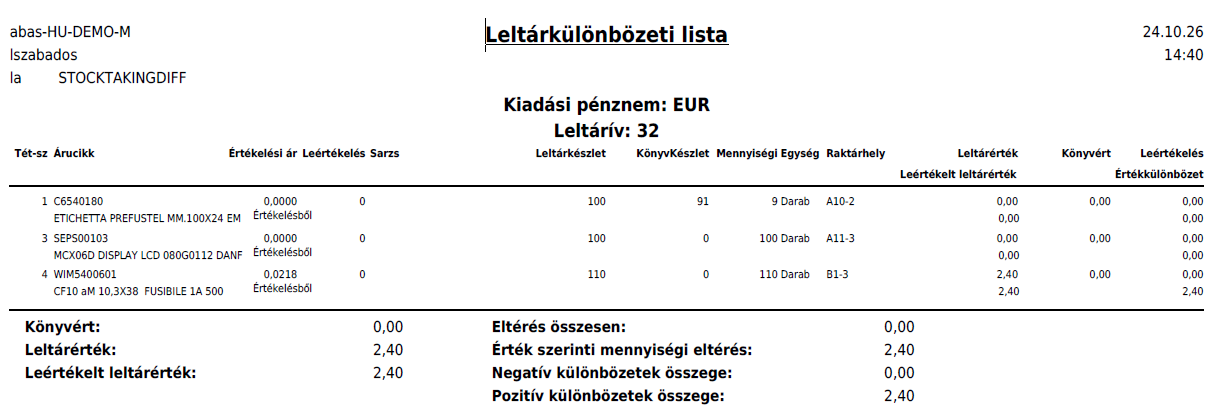 abas-HU-DEMO-M Leltárkülönbözeti lista 24.10.26
lszabados 14:40
la STOCKTAKINGDIFF
Kiadási pénznem: EUR
Leltárív: 32
Tét-sz Árucikk Értékelési ár Leértékelés Sarzs Leltárkészlet KönyvKészlet Mennyiségi Egység Raktárhely Leltárérték Könyvért Leértékelés
Leértékelt leltárérték Értékkülönbözet
1 C6540180 0,0000 0 100 91 9 Darab A10-2 0,00 0,00 0,00
ETICHETTA PREFUSTEL MM.100X24 EM Értékelésből 0,00 0,00
3 SEPS00103 0,0000 0 100 0 100 Darab A11-3 0,00 0,00 0,00
MCX06D DISPLAY LCD 080G0112 DANF Értékelésből 0,00 0,00
4 WIM5400601 0,0218 0 110 0 110 Darab B1-3 2,40 0,00 0,00
CF10 aM 10,3X38 FUSIBILE 1A 500 Értékelésből 2,40 2,40
Könyvért: 0,00 Eltérés összesen: 0,00
Leltárérték: 2,40 Érték szerinti mennyiségi eltérés: 2,40
Leértékelt leltárérték: 2,40 Negatív különbözetek összege: 0,00
Pozitív különbözetek összege: 2,40